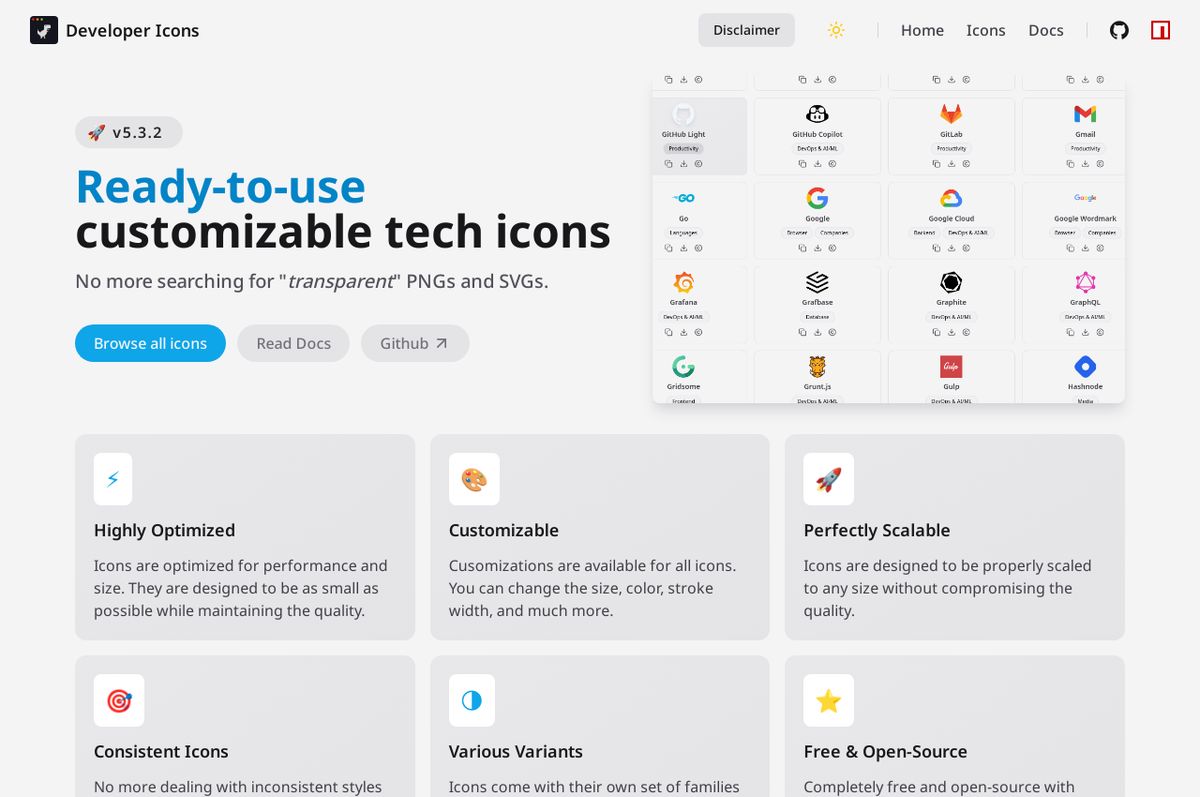 Developer Icons
Disclaimer
Home
Icons
Docs
🚀 v5.3.2
Ready-to-use
customizable tech icons
No more searching for "transparent" PNGs and SVGs.
Browse all icons
Read Docs
Github
GitHub Light
GitHub Copilot
GitLab
Gmail
Productivity
DevOps & AI/ML
Productivity
Productivity
Go
Google
Google Cloud
Google Wordmark
Languages
Browser
Companies
Backend
DevOps & AI/ML
Browser
Companies
Grafana
Grafbase
Graphite
GraphQL
DevOps & AI/ML
Database
DevOps & AI/ML
DevOps & AI/ML
Gridsome
Grunt.js
Gulp
Hashnode
Frontend
DevOps & AI/ML
DevOps & AI/ML
Media
Highly Optimized
Icons are optimized for performance and
size. They are designed to be as small as
possible while maintaining the quality.
Customizable
Cusomizations are available for all icons.
You can change the size, color, stroke
width, and much more.
Perfectly Scalable
Icons are designed to be properly scaled
to any size without compromising the
quality.
Consistent Icons
No more dealing with inconsistent styles
Various Variants
Icons come with their own set of families
Free & Open-Source
Completely free and open-source with